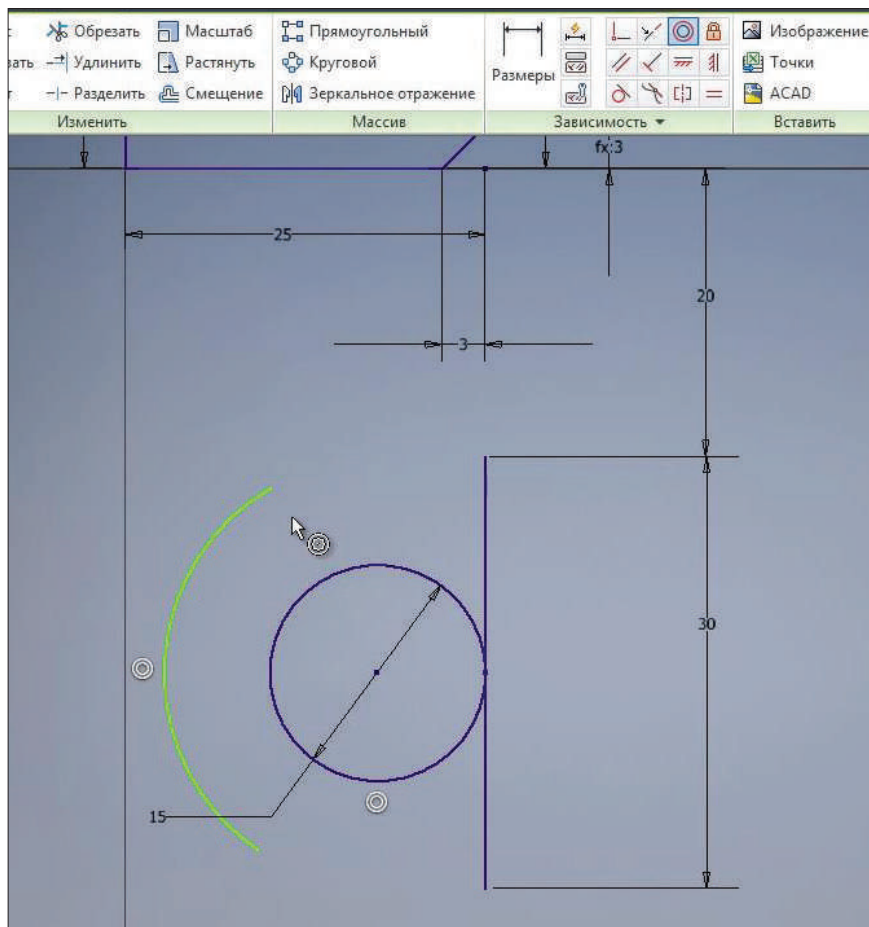 Обрезать Масштаб Прямоугольный Изображение
Удлинить Растянуть Круговой Размеры Точки
Разделить Смещение Зеркальное отражение ACAD
Изменить Массив Зависимость Вставить
fx:3
25
20
3
30
15